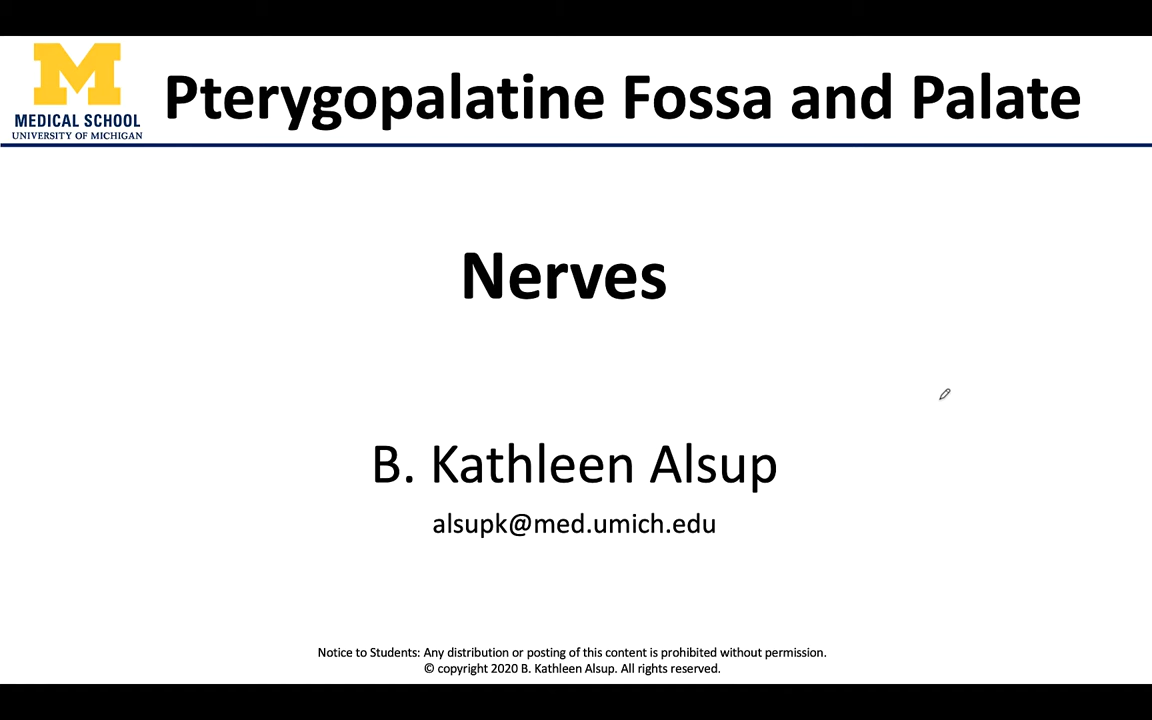 Pterygopalatine Fossa and Palate
M
MEDICAL SCHOOL
UNIVERSITY OF MICHIGAN
Nerves
B. Kathleen Alsup
alsupk@med.umich.edu
Notice to Students: Any distribution or posting of this content is prohibited without permission.
© copyright 2020 B. Kathleen Alsup. All rights reserved.